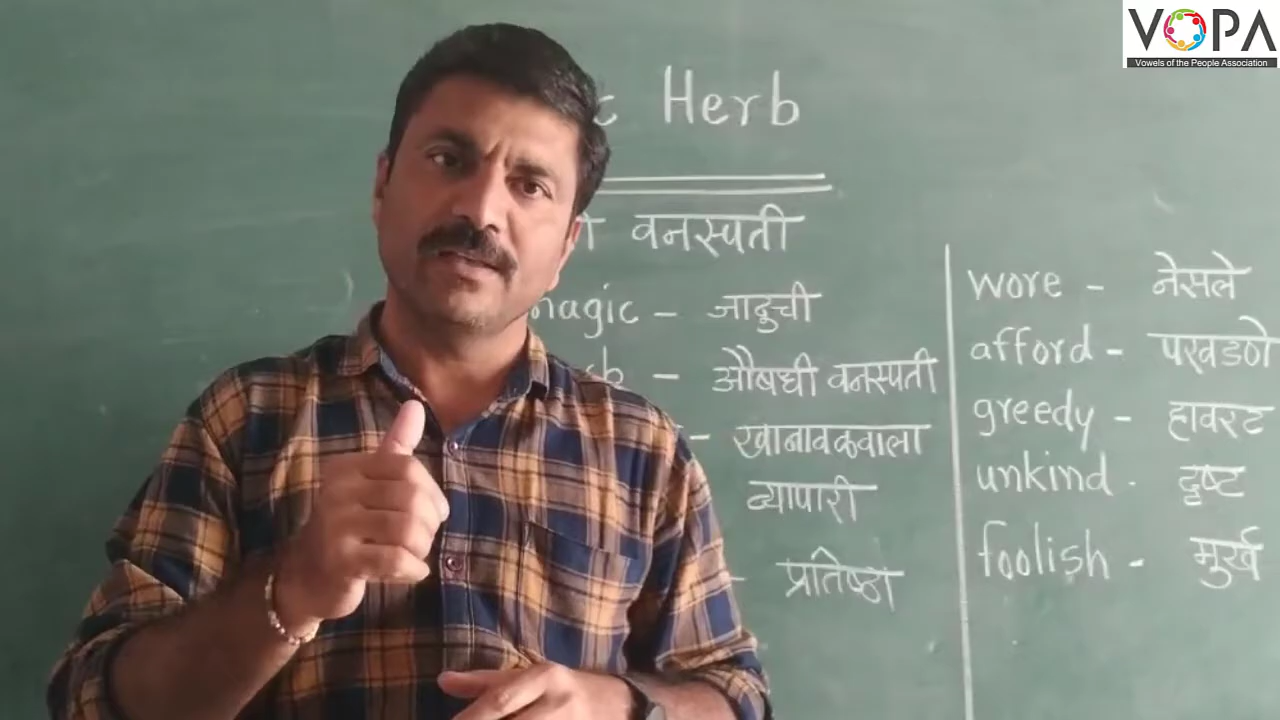 VOPA
Vowels of the People Association
Herb
वनस्पती
magic - जादुची
- औषधी वनस्पती
- खानावळवाला
व्यापारी
- प्रतिष्ठा
wore - नेसले
afford - परवडणे
greedy - हावरट
unkind - दृष्ट
foolish - मुर्ख